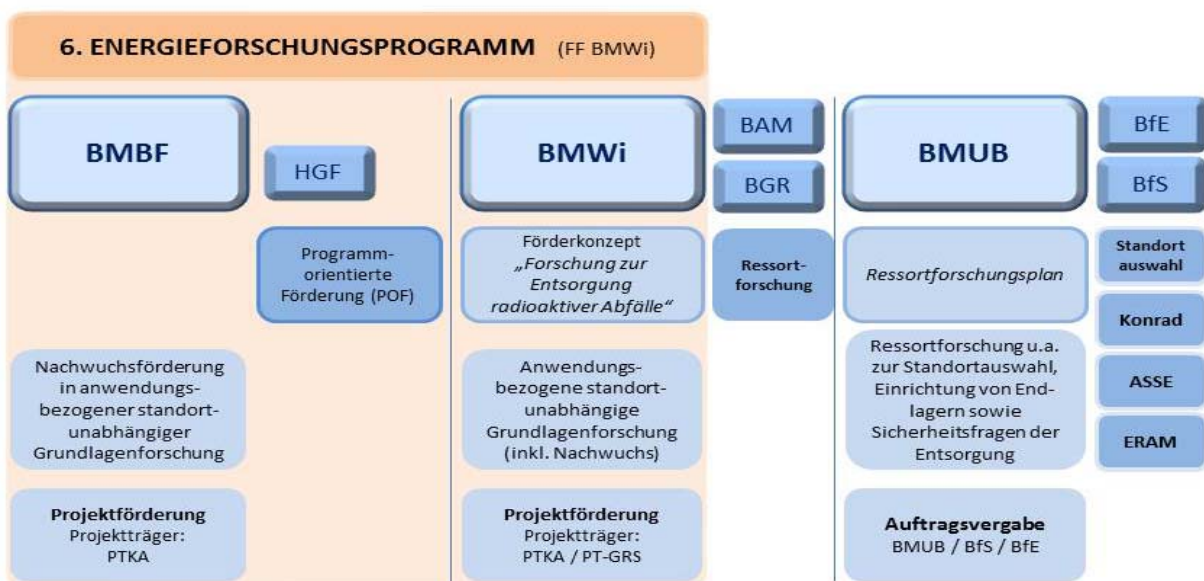 6. ENERGIEFORSCHUNGSPROGRAMM (FF BMWi)
BMBF
HGF
Programm-
orientierte
Förderung (POF)
Nachwuchsförderung
in anwendungs-
bezogener standort-
unabhängiger
Grundlagenforschung
Projektförderung
Projektträger:
PTKA
BMWi
BAM
BGR
Förderkonzept
„Forschung zur
Entsorgung
radioaktiver Abfälle“
Ressort-
forschung
Anwendungs-
bezogene standort-
unabhängige
Grundlagenforschung
(inkl. Nachwuchs)
Projektförderung
Projektträger:
PTKA / PT-GRS
BMUB
BfE
BfS
Ressortforschungsplan
Ressortforschung u.a.
zur Standortauswahl,
Einrichtung von End-
lagern sowie
Sicherheitsfragen der
Entsorgung
Auftragsvergabe
BMUB / BfS / BfE
Standort
auswahl
Konrad
ASSE
ERAM